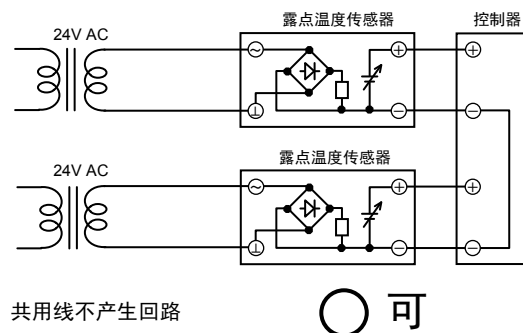 露点温度传感器 控制器
24V AC
~ + +
⊥ − −
露点温度传感器
24V AC
~ + +
⊥ − −
共用线不产生回路 ○ 可